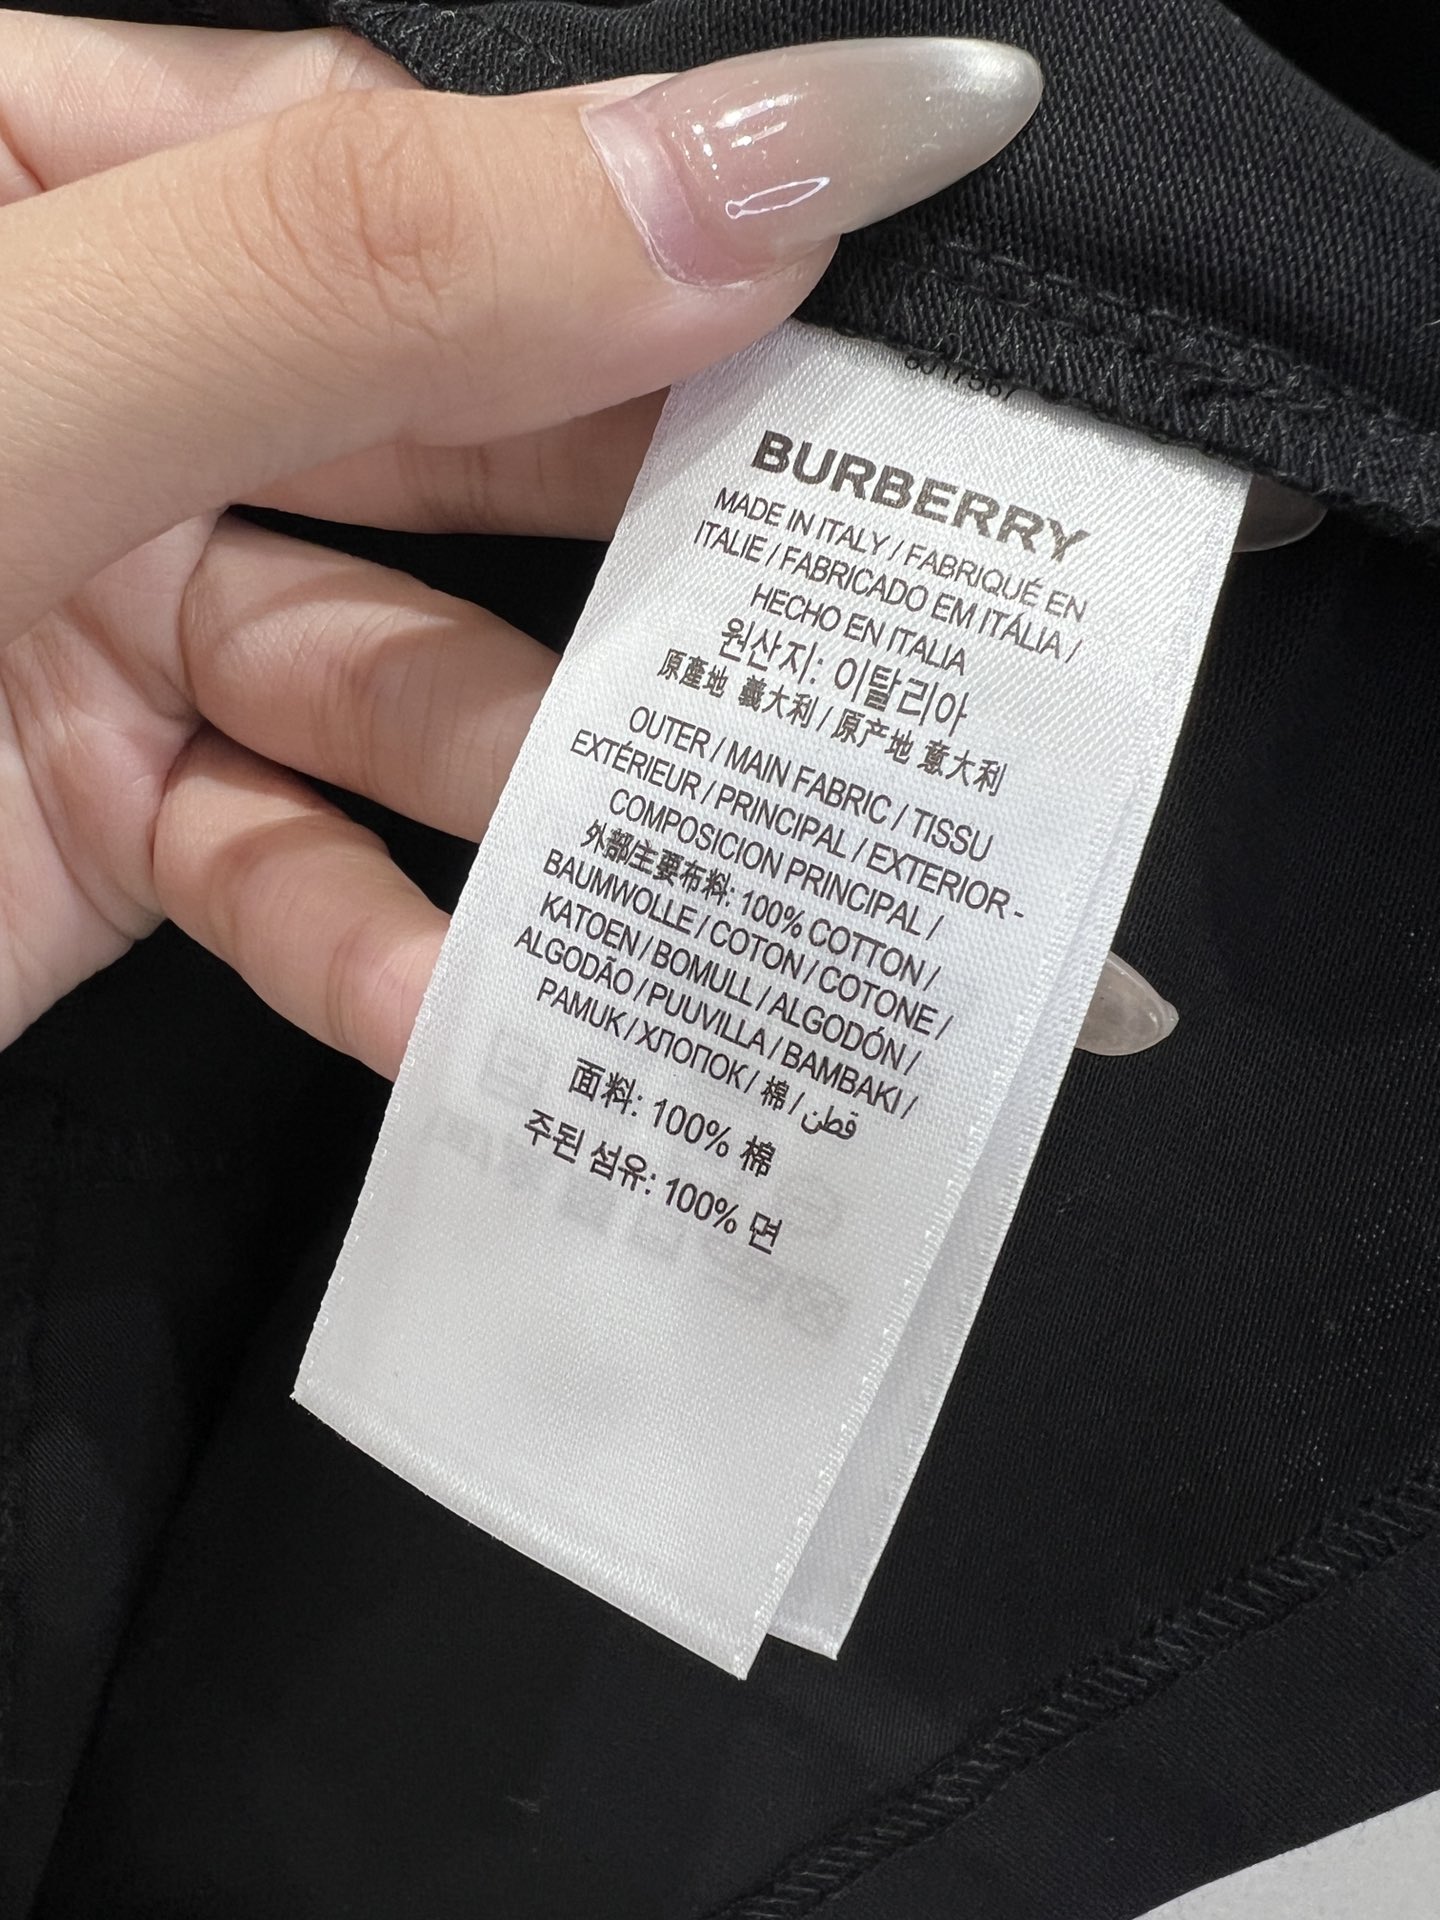 BURBERRY
MADE IN ITALY / FABRIQUÉ EN
ITALIE / FABRICADO EM ITÁLIA /
HECHO EN ITALIA
원산지: 이탈리아
原產地 義大利 / 原产地 意大利
OUTER / MAIN FABRIC / TISSU
EXTÉRIEUR / PRINCIPAL / EXTERIOR -
COMPOSICION PRINCIPAL /
外部/主要布料: 100% COTTON /
BAUMWOLLE / COTON / COTONE /
KATOEN / BOMULL / ALGODÓN /
ALGODÃO / PUUVILLA / BAMBAKI /
PAMUK / ХЛОПОК / 棉 / قطن
面料: 100% 棉
주된 섬유: 100% 면